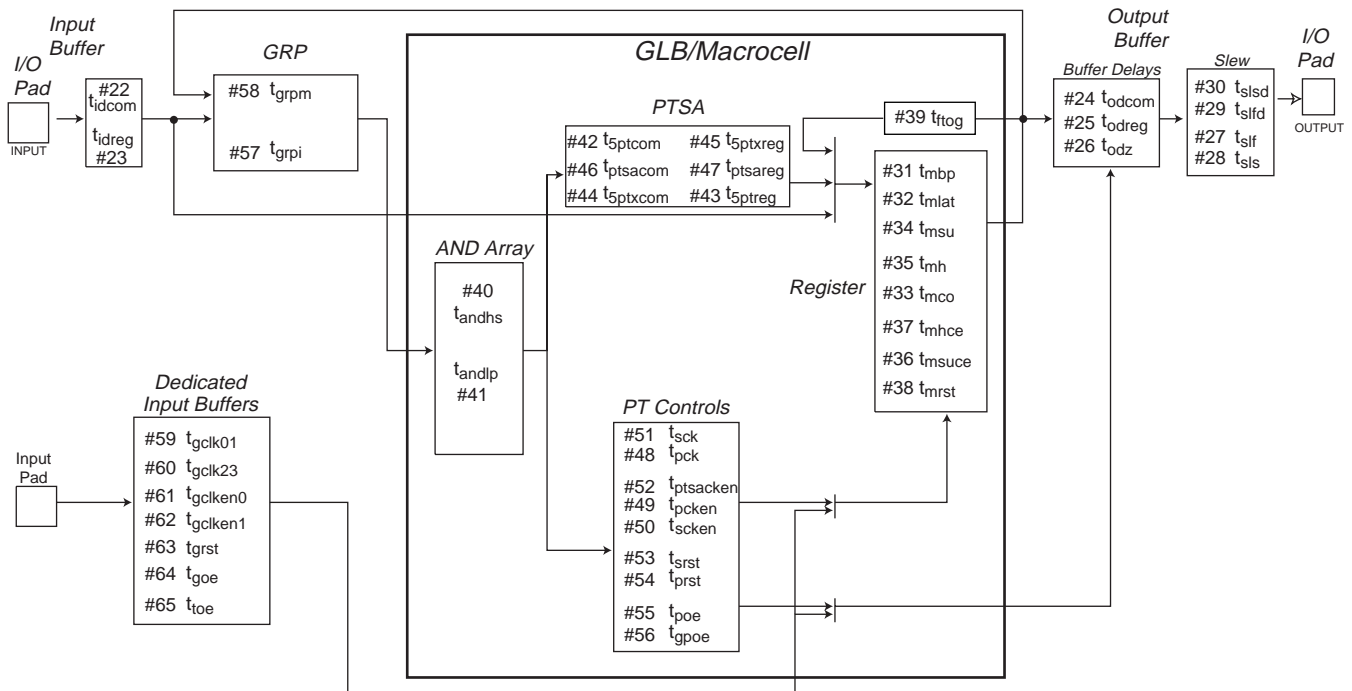 Input
Buffer
I/O
Pad
INPUT
#22
tidcom
tidreg
#23
GRP
#58 tgrpm
#57 tgrpi
GLB/Macrocell
PTSA
#42 t5ptcom #45 t5ptxreg
#46 tptsacom #47 tptsareg
#44 t5ptxcom #43 t5ptreg
#39 tftog
AND Array
#40
tandhs
tandlp
#41
Register
#31 tmbp
#32 tmlat
#34 tmsu
#35 tmh
#33 tmco
#37 tmhce
#36 tmsuce
#38 tmrst
Output
Buffer
Buffer Delays
#24 todcom
#25 todreg
#26 todz
Slew
#30 tslsd
#29 tslfd
#27 tslf
#28 tsls
I/O
Pad
OUTPUT
Input
Pad
Dedicated
Input Buffers
#59 tgclk01
#60 tgclk23
#61 tgclken0
#62 tgclken1
#63 tgrst
#64 tgoe
#65 ttoe
PT Controls
#51 tsck
#48 tpck
#52 tptsacken
#49 tpcken
#50 tscken
#53 tsrst
#54 tprst
#55 tpoe
#56 tgpoe